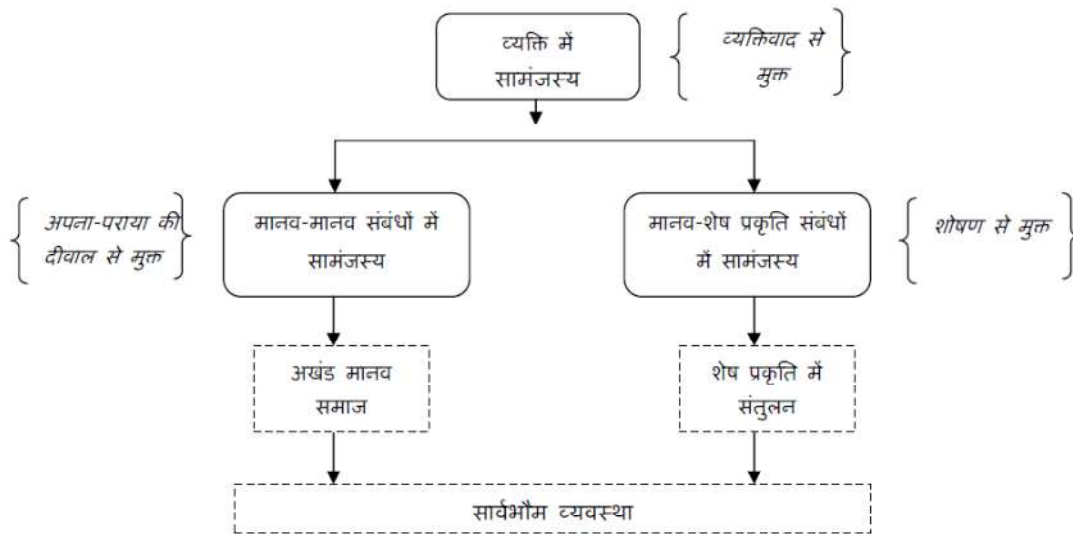 व्यक्ति में
सामंजस्य
व्यक्तिवाद से
मुक्त
अपना-पराया की
दीवाल से मुक्त
मानव-मानव संबंधों में
सामंजस्य
मानव-शेष प्रकृति संबंधों
में सामंजस्य
शोषण से मुक्त
अखंड मानव
समाज
शेष प्रकृति में
संतुलन
सार्वभौम व्यवस्था